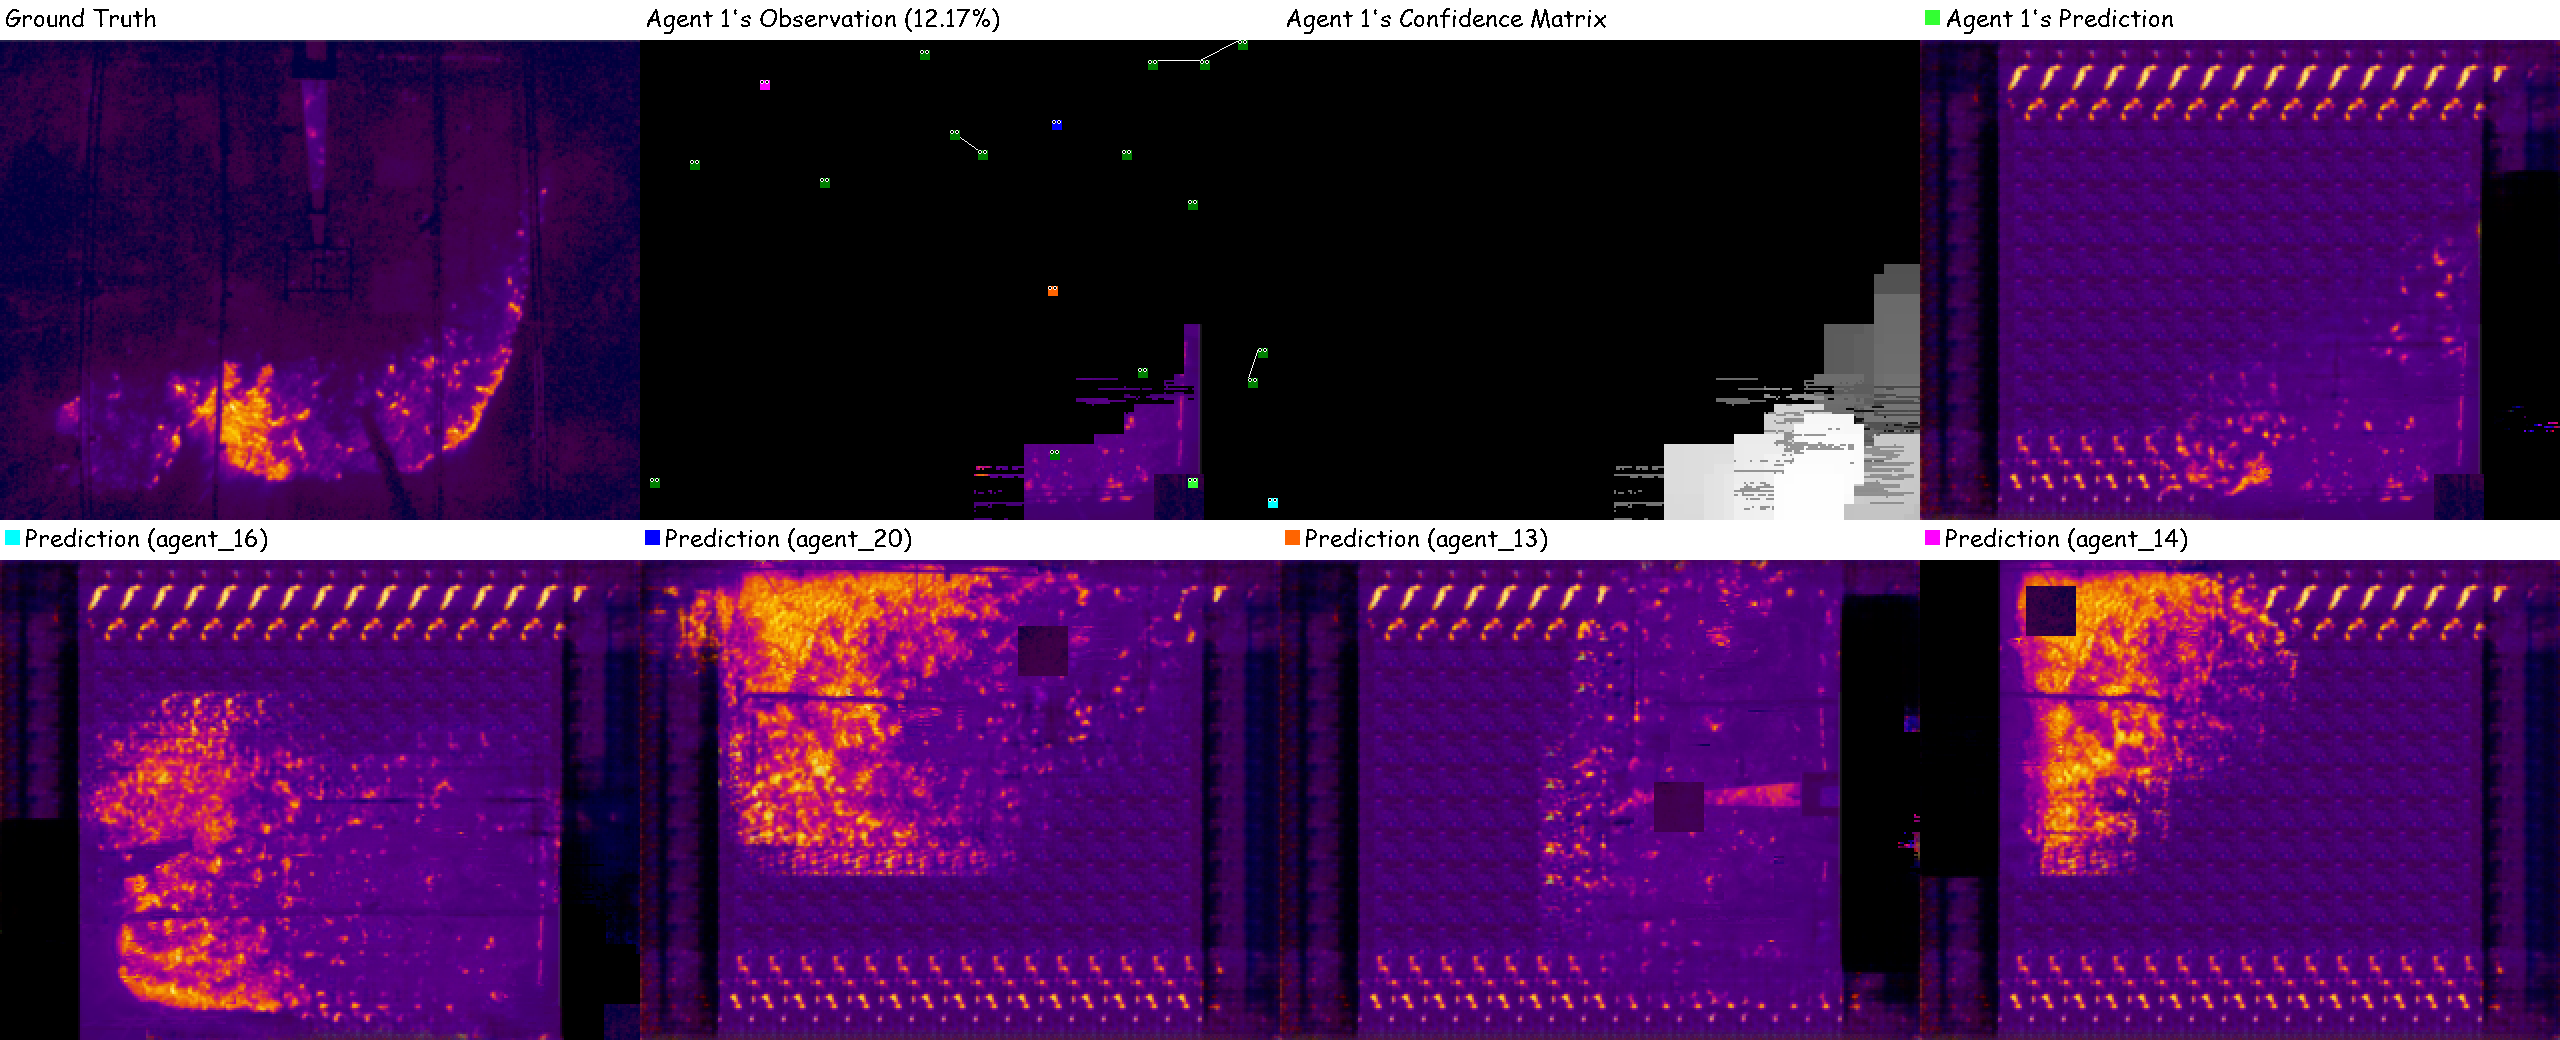 Ground Truth
Agent 1's Observation (12.17%)
Agent 1's Confidence Matrix
Agent 1's Prediction
Prediction (agent_16)
Prediction (agent_20)
Prediction (agent_13)
Prediction (agent_14)